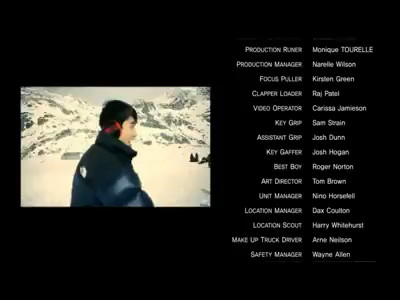 PRODUCTION RUNER Monique TOURELLE
PRODUCTION MANAGER Narelle Wilson
FOCUS PULLER Kirsten Green
CLAPPER LOADER Raj Patel
VIDEO OPERATOR Carissa Jamieson
KEY GRIP Sam Strain
ASSISTANT GRIP Josh Dunn
KEY GAFFER Josh Hogan
BEST BOY Roger Norton
ART DIRECTOR Tom Brown
UNIT MANAGER Nino Horsefell
LOCATION MANAGER Dax Coulton
LOCATION SCOUT Harry Whitehurst
MAKE UP TRUCK DRIVER Arne Neilson
SAFETY MANAGER Wayne Allen